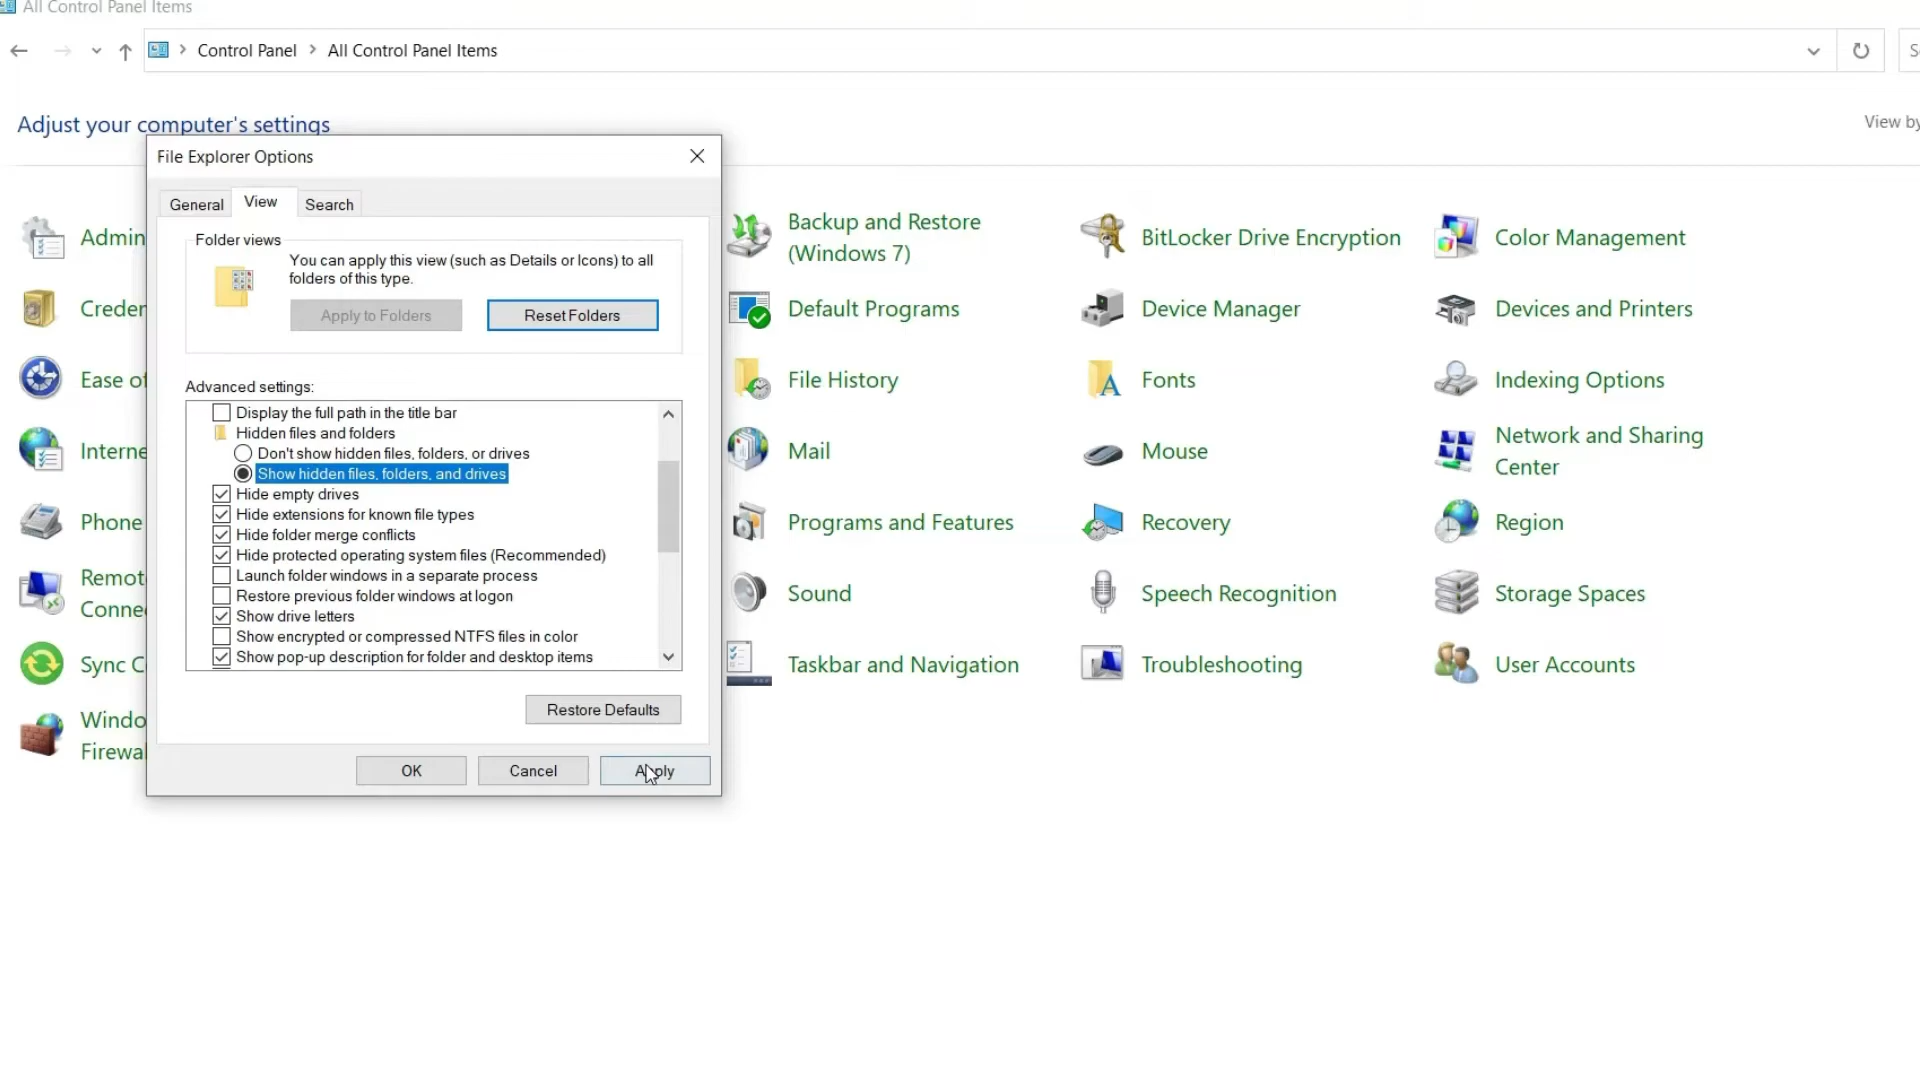 All Control Panel Items
Control Panel > All Control Panel Items
Adjust your computer's settings
View by
File Explorer Options
General
View
Search
Folder views
You can apply this view (such as Details or Icons) to all
folders of this type.
Apply to Folders
Reset Folders
Advanced settings:
Display the full path in the title bar
Hidden files and folders
Don't show hidden files, folders, or drives
Show hidden files, folders, and drives
Hide empty drives
Hide extensions for known file types
Hide folder merge conflicts
Hide protected operating system files (Recommended)
Launch folder windows in a separate process
Restore previous folder windows at logon
Show drive letters
Show encrypted or compressed NTFS files in color
Show pop-up description for folder and desktop items
Restore Defaults
OK
Cancel
Apply
Admin
Backup and Restore
(Windows 7)
BitLocker Drive Encryption
Color Management
Creden
Default Programs
Device Manager
Devices and Printers
Ease of
File History
Fonts
Indexing Options
Interne
Mail
Mouse
Network and Sharing
Center
Phone
Programs and Features
Recovery
Region
Remot
Conne
Sound
Speech Recognition
Storage Spaces
Sync C
Taskbar and Navigation
Troubleshooting
User Accounts
Windo
Firewal